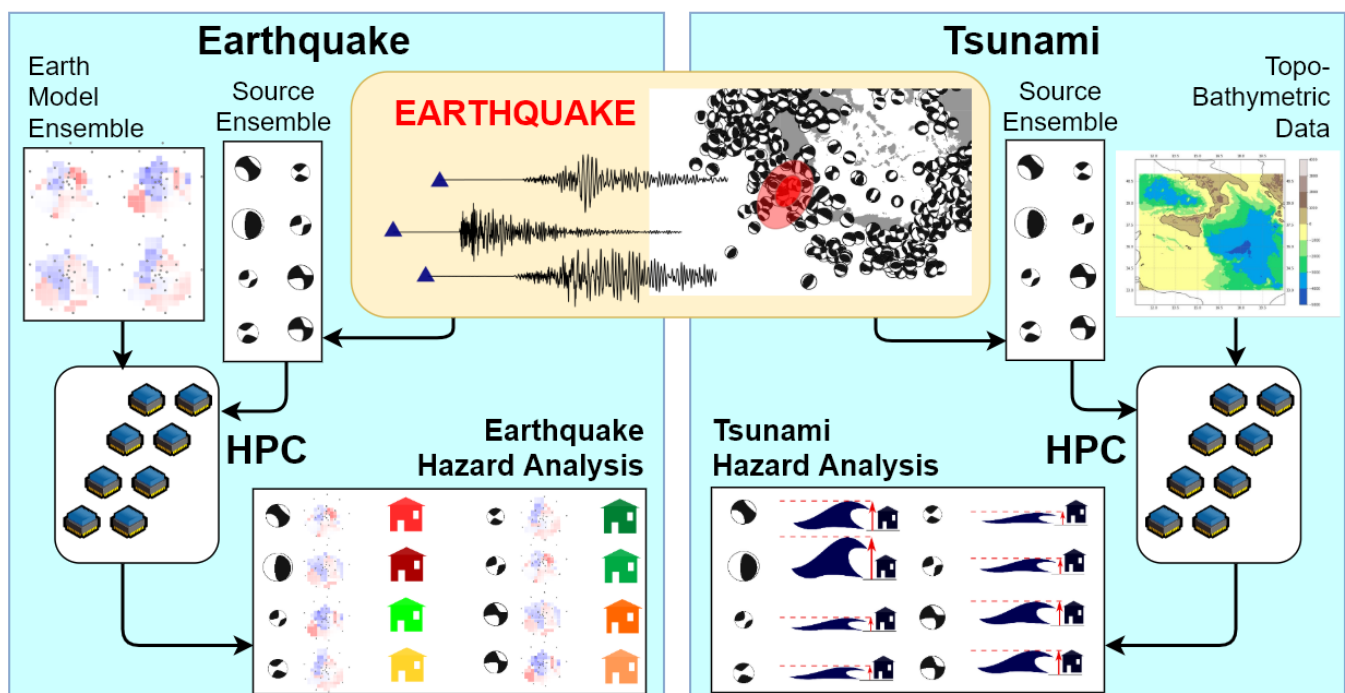 Earthquake
Tsunami
Earth
Model
Ensemble
Source
Ensemble
EARTHQUAKE
Source
Ensemble
Topo-
Bathymetric
Data
HPC
Earthquake
Hazard Analysis
Tsunami
Hazard Analysis
HPC